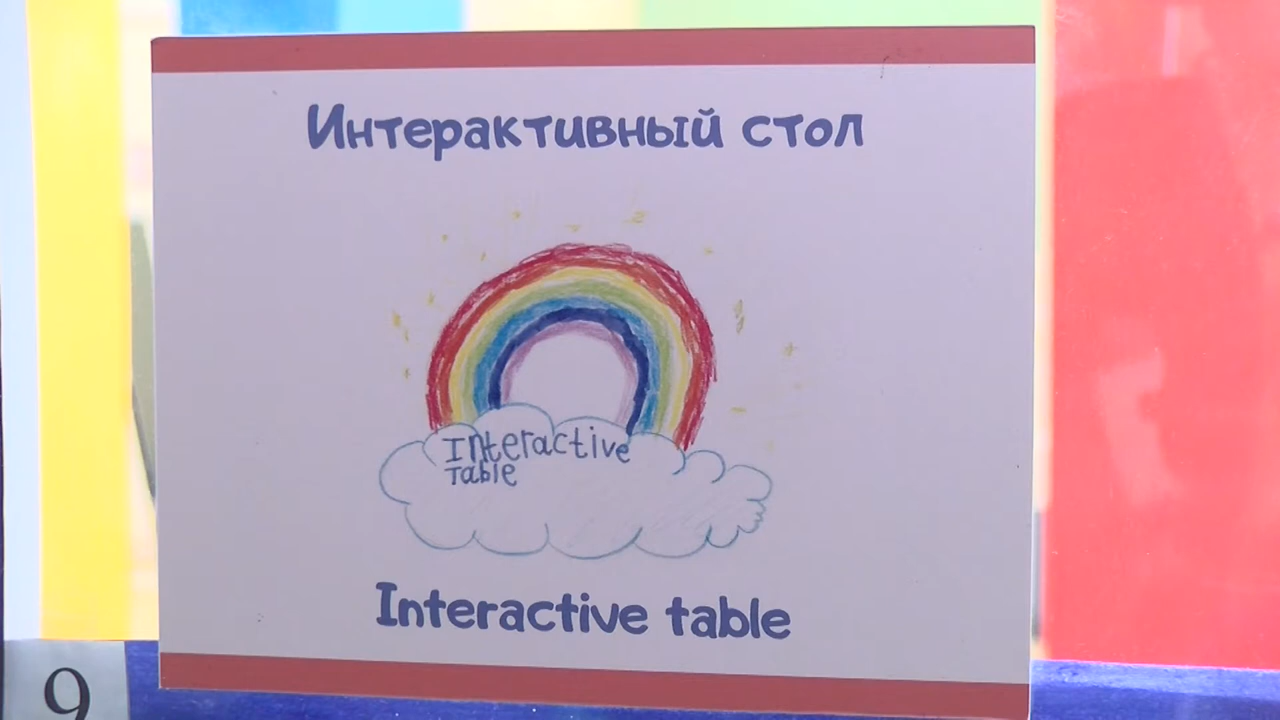 Интерактивный стол
Interactive
Table
Interactive table
9